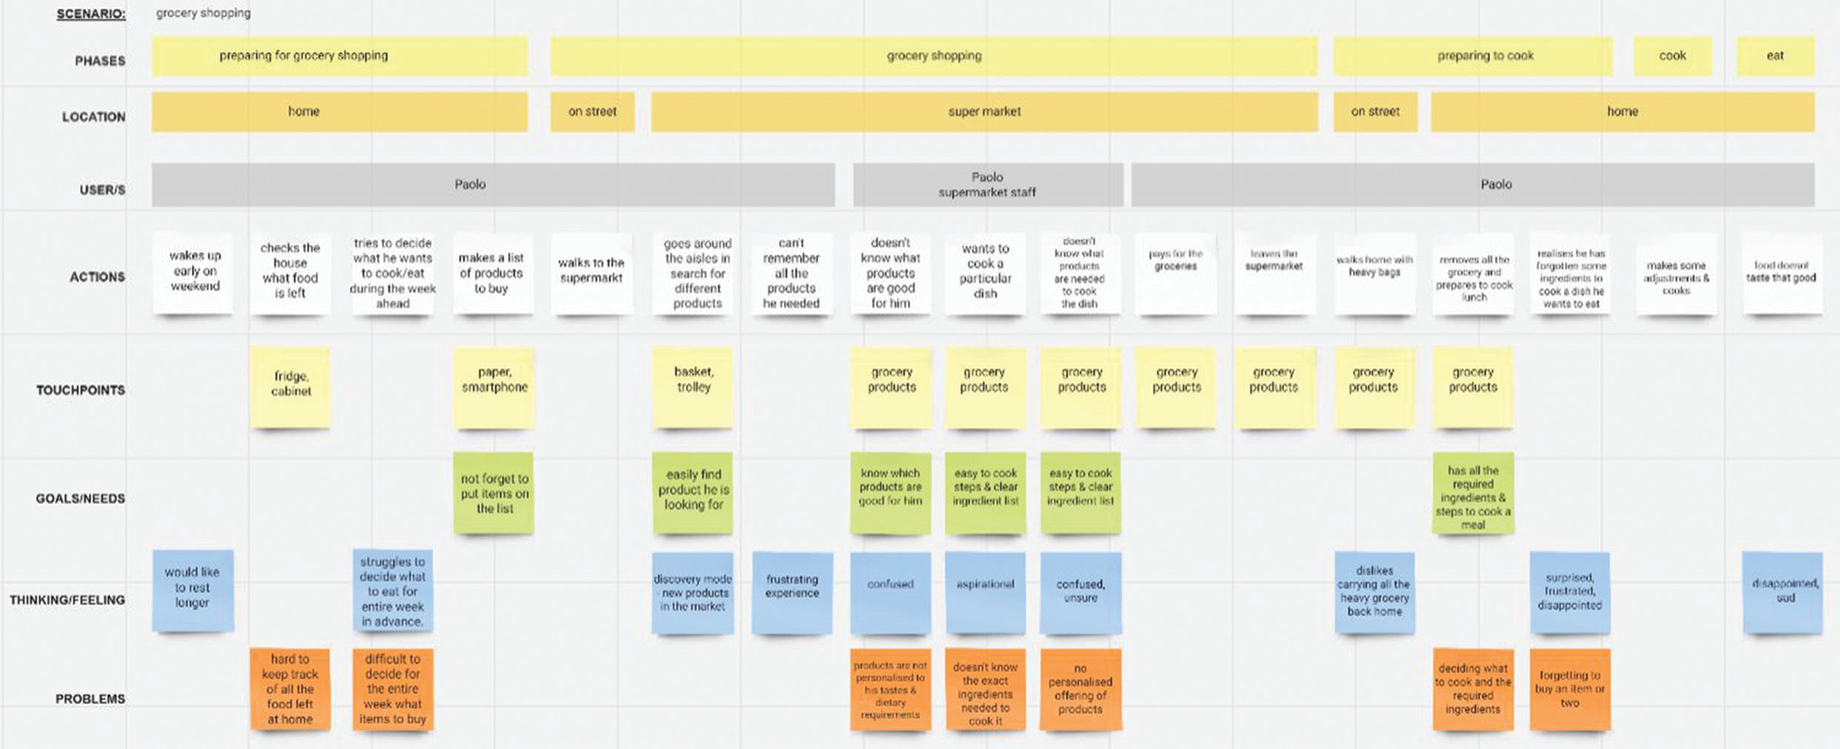 SCENARIO:
grocery shopping
PHASES
preparing for grocery shopping
grocery shopping
preparing to cook
cook
eat
LOCATION
home
on street
super market
on street
home
USER/S
Paolo
Paolo
supermarket staff
Paolo
ACTIONS
wakes up
early on
weekend
checks the
house
what food
is left
tries to decide
what he wants
to cook/eat
during the week
ahead
makes a list
of products
to buy
walks to the
supermarkt
goes around
the aisles in
search for
different
products
can't
remember
all the
products
he needed
doesn't
know what
products
are good
for him
wants to
cook a
particular
dish
doesn't
know what
products
are needed
to cook
the dish
pays for the
groceries
leaves the
supermarket
walks home with
heavy bags
removes all the
grocery and
prepares to cook
lunch
realises he has
forgotten some
ingredients to
cook a dish he
wants to eat
makes some
adjustments &
cooks
food doesnt
taste that good
TOUCHPOINTS
fridge,
cabinet
paper,
smartphone
basket,
trolley
grocery
products
grocery
products
grocery
products
grocery
products
grocery
products
grocery
products
grocery
products
GOALS/NEEDS
not forget to
put items on
the list
easily find
product he is
looking for
know which
products are
good for him
easy to cook
steps & clear
ingredient list
easy to cook
steps & clear
ingredient list
has all the
required
ingredients &
steps to cook a
meal
THINKING/FEELING
would like
to rest
longer
struggles to
decide what
to eat for
entire week
in advance.
discovery mode
- new products
in the market
frustrating
experience
confused
aspirational
confused,
unsure
dislikes
carrying all the
heavy grocery
back home
surprised,
frustrated,
disappointed
disappointed,
sad
PROBLEMS
hard to
keep track
of all the
food left
at home
difficult to
decide for
the entire
week what
items to buy
products are not
personalised to
his tastes &
dietary
requirements
doesn't know
the exact
ingredients
needed to
cook it
no
personalised
offering of
products
deciding what
to cook and the
required
ingredients
forgetting to
buy an item or
two